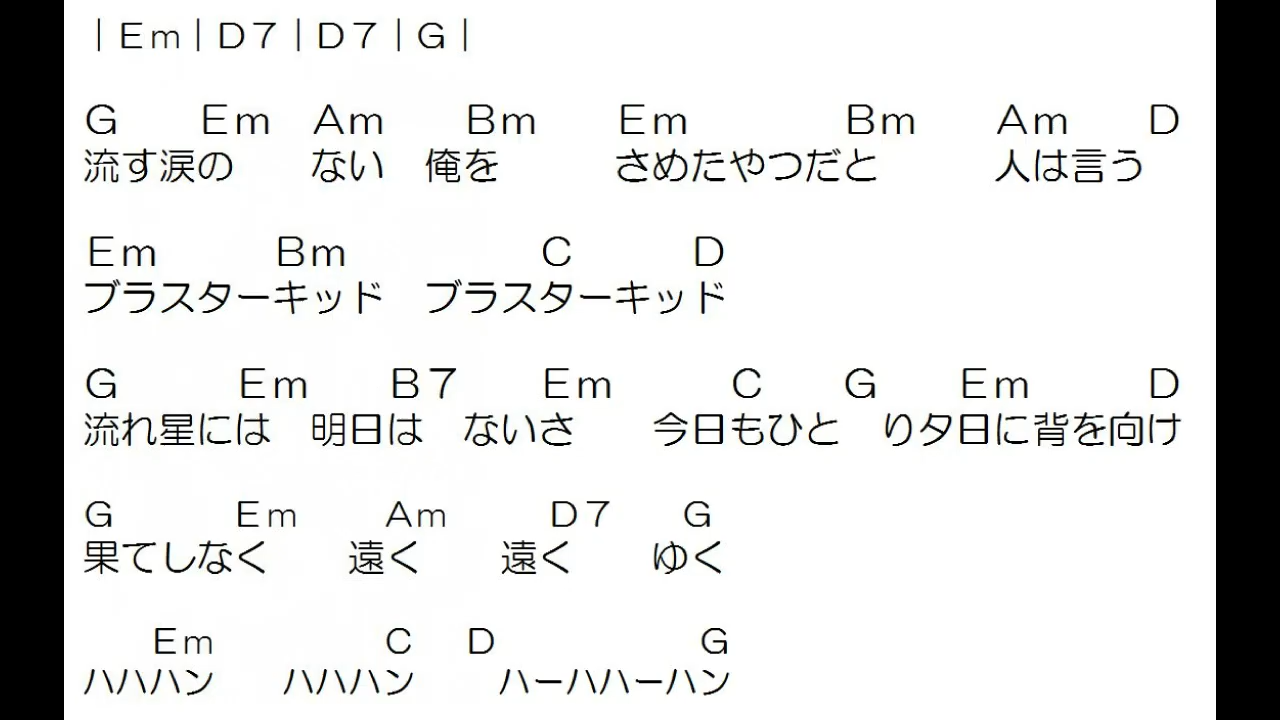 ｜Ｅｍ｜Ｄ７｜Ｄ７｜Ｇ｜
Ｇ　　Ｅｍ　Ａｍ　　Ｂｍ　　Ｅｍ　　　　Ｂｍ　　Ａｍ　　Ｄ
流す涙の　　ない　俺を　　　さめたやつだと　　　人は言う
Ｅｍ　　　Ｂｍ　　　　　Ｃ　　　Ｄ
ブラスターキッド　ブラスターキッド
Ｇ　　　Ｅｍ　　Ｂ７　　Ｅｍ　　　Ｃ　　Ｇ　　Ｅｍ　　　Ｄ
流れ星には　明日は　ないさ　　今日もひと　り夕日に背を向け
Ｇ　　　Ｅｍ　　Ａｍ　　　Ｄ７　　Ｇ
果てしなく　　遠く　　遠く　　ゆく
　　Ｅｍ　　　　　Ｃ　Ｄ　　　　　　Ｇ
ハハハン　　ハハハン　　ハーハハーハン